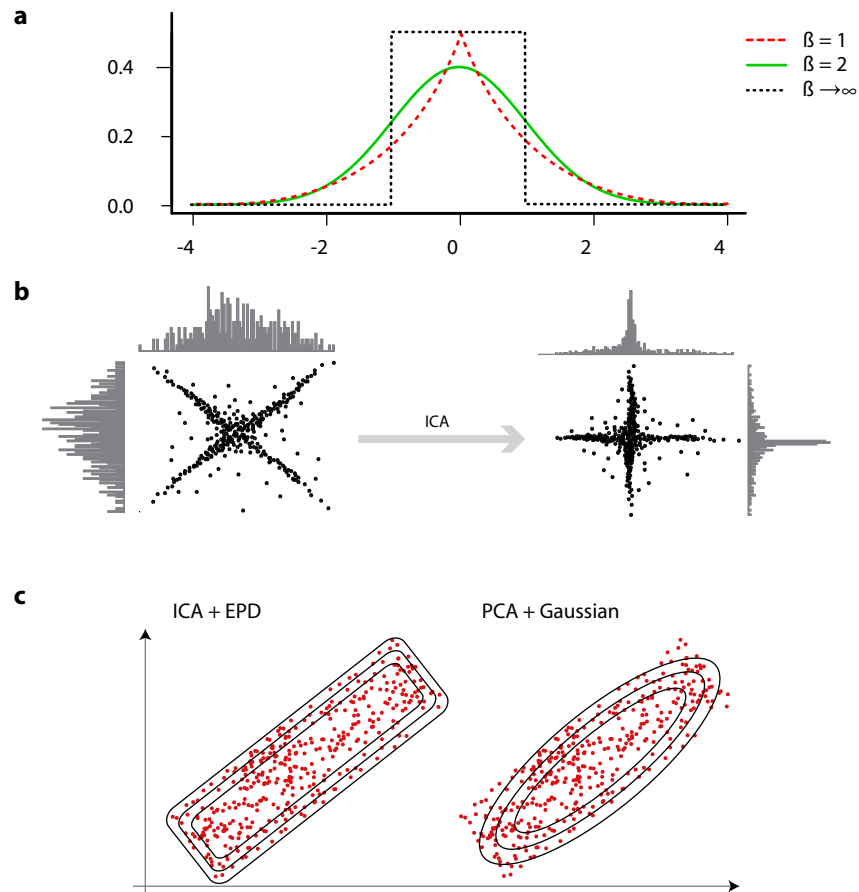 a
ß = 1
ß = 2
ß →∞
0.4
0.2
0.0
-4 -2 0 2 4
b
ICA
c
ICA + EPD PCA + Gaussian